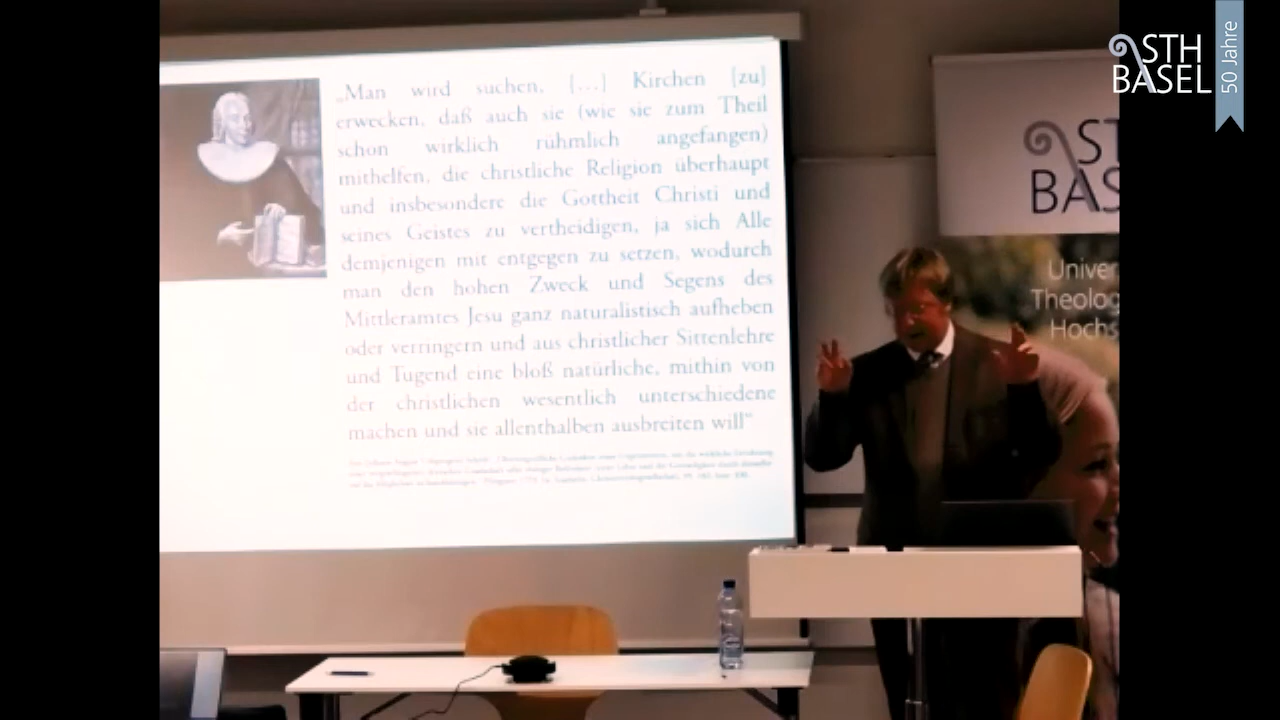 „Man wird suchen, [...] Kirchen [zu]
erwecken, daß auch sie (wie sie zum Theil
schon wirklich rühmlich angefangen)
mithelfen, die christliche Religion überhaupt
und insbesondere die Gottheit Christi und
seines Geistes zu vertheidigen, ja sich Alle
demjenigen mit entgegen zu setzen, wodurch
man den hohen Zweck und Segens des
Mittleramtes Jesu ganz naturalistisch aufheben
oder verringern und aus christlicher Sittenlehre
und Tugend eine bloß natürliche, mithin von
der christlichen wesentlich unterschiedene
machen und sie allenthalben ausbreiten will“
STH
BASEL
50 Jahre
ST
BAS
Univer
Theolog
Hochs